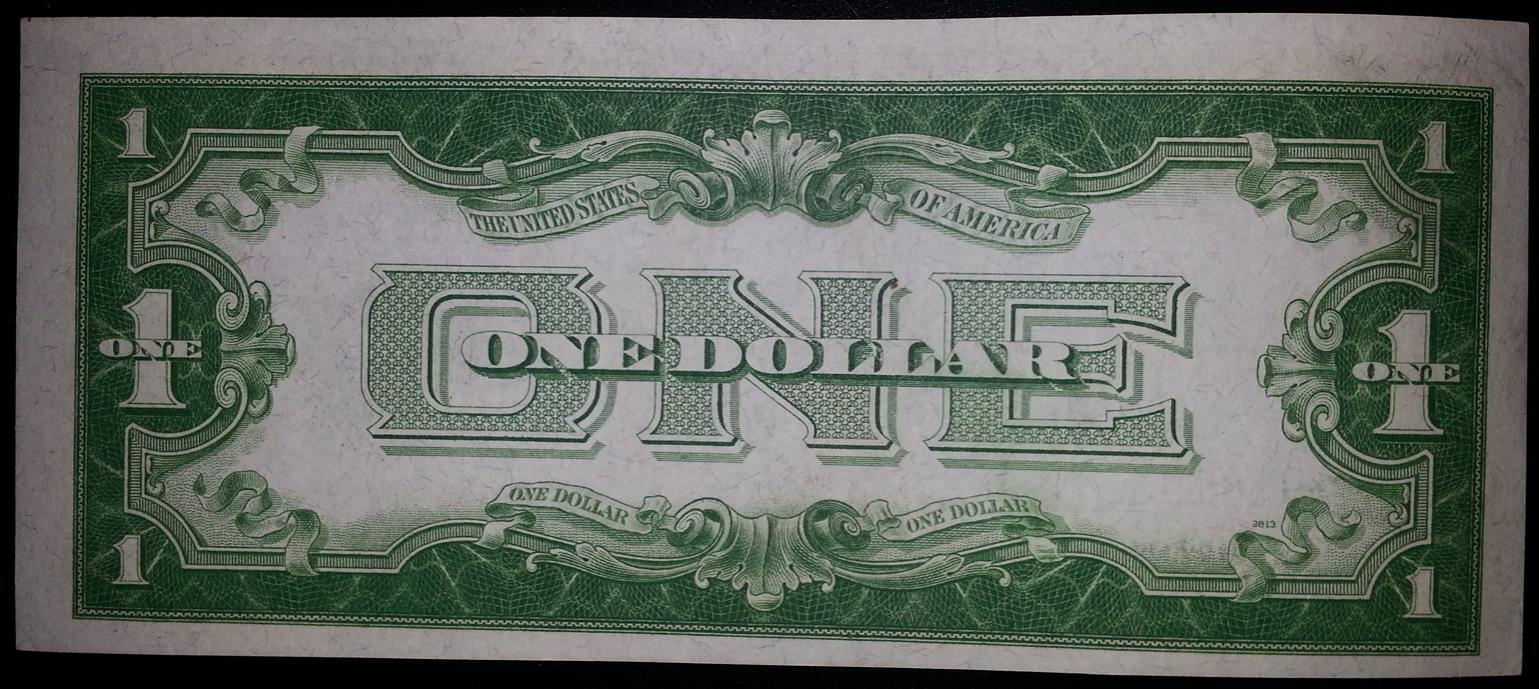 1 1
THE UNITED STATES OF AMERICA
ONE
1 ONE
ONE DOLLAR
1 ONE
ONE DOLLAR ONE DOLLAR
3813
1 1